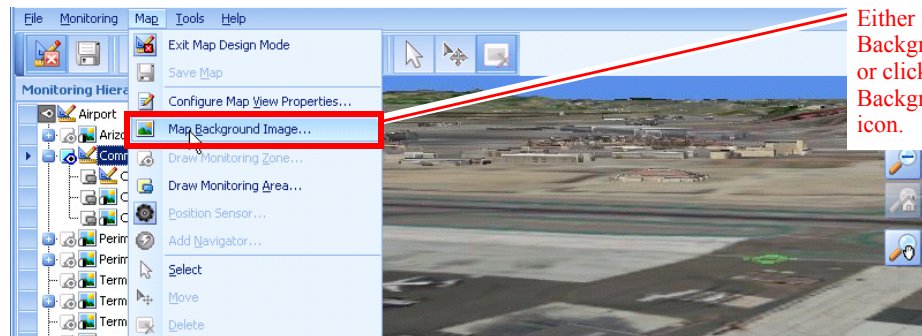 File Monitoring Map Tools Help
Exit Map Design Mode
Save Map
Configure Map View Properties...
Map Background Image...
Draw Monitoring Zone...
Draw Monitoring Area...
Position Sensor...
Add Navigator...
Select
Move
Delete
Monitoring Hiera
Airport
Arizo
Comm
C
C
C
Perim
Perim
Term
Term
Term
Either
Backgr
or click
Backgr
icon.